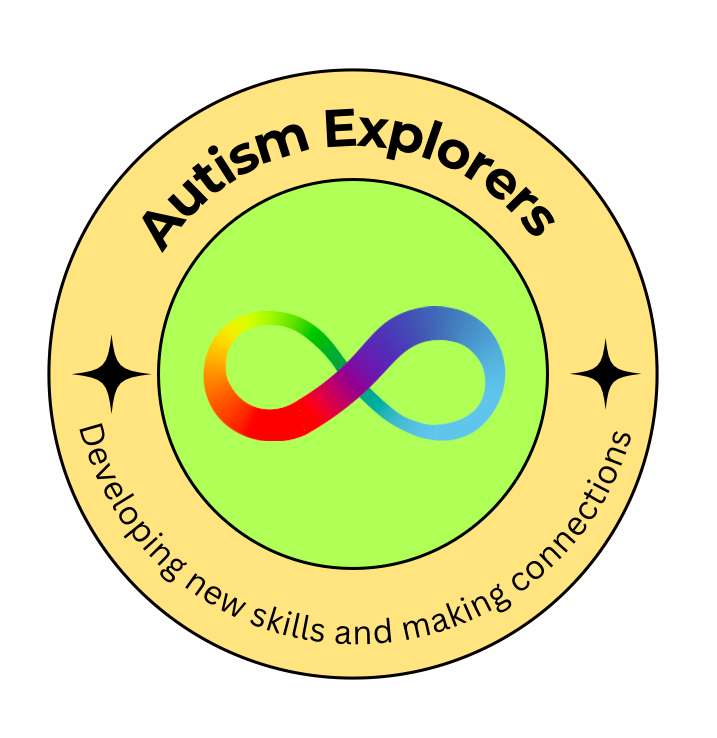 Autism Explorers
Developing new skills and making connections